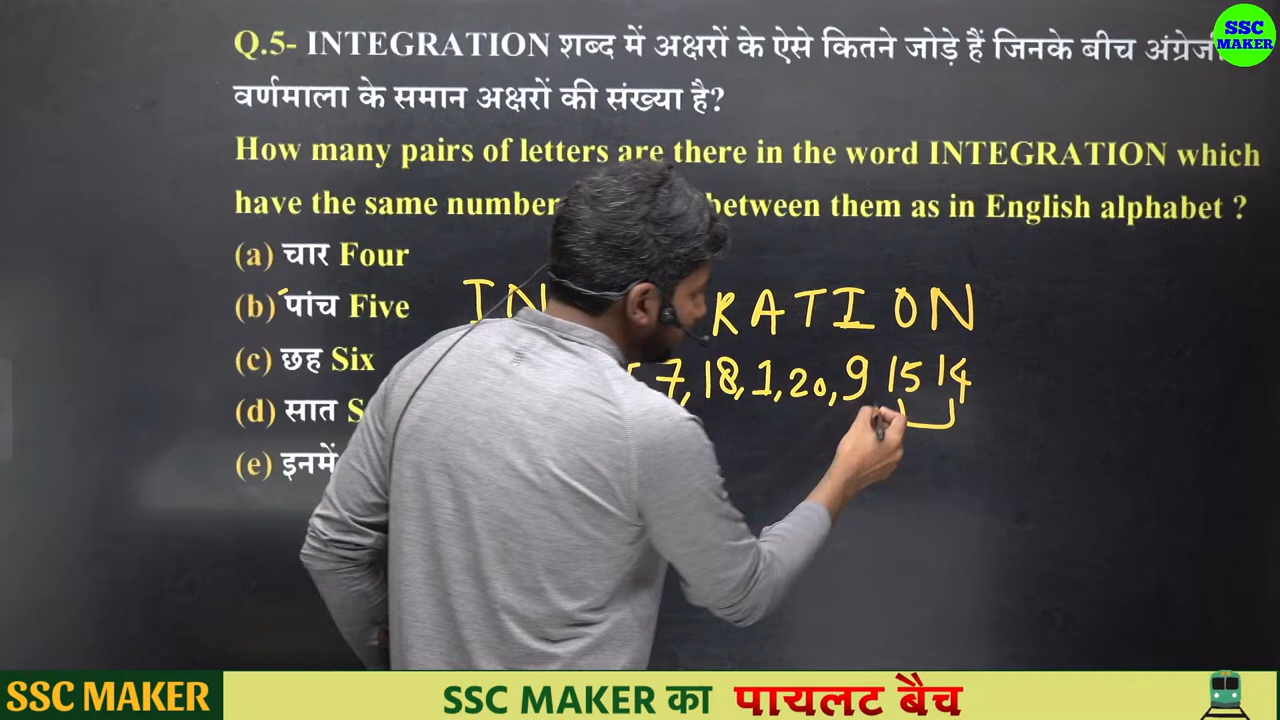 SSC
MAKER
Q.5- INTEGRATION शब्द में अक्षरों के ऐसे कितने जोड़े हैं जिनके बीच
वर्णमाला के समान अक्षरों की संख्या है?
How many pairs of letters are there in the word INTEGRATION which
have the same number between them as in English alphabet ?
(a) चार Four
(b) पांच Five
(c) छह Six
(d) सात
(e)
I N R A T I O N
7, 18, 1, 20, 9 15 14
SSC MAKER SSC MAKER का पायलट बैच